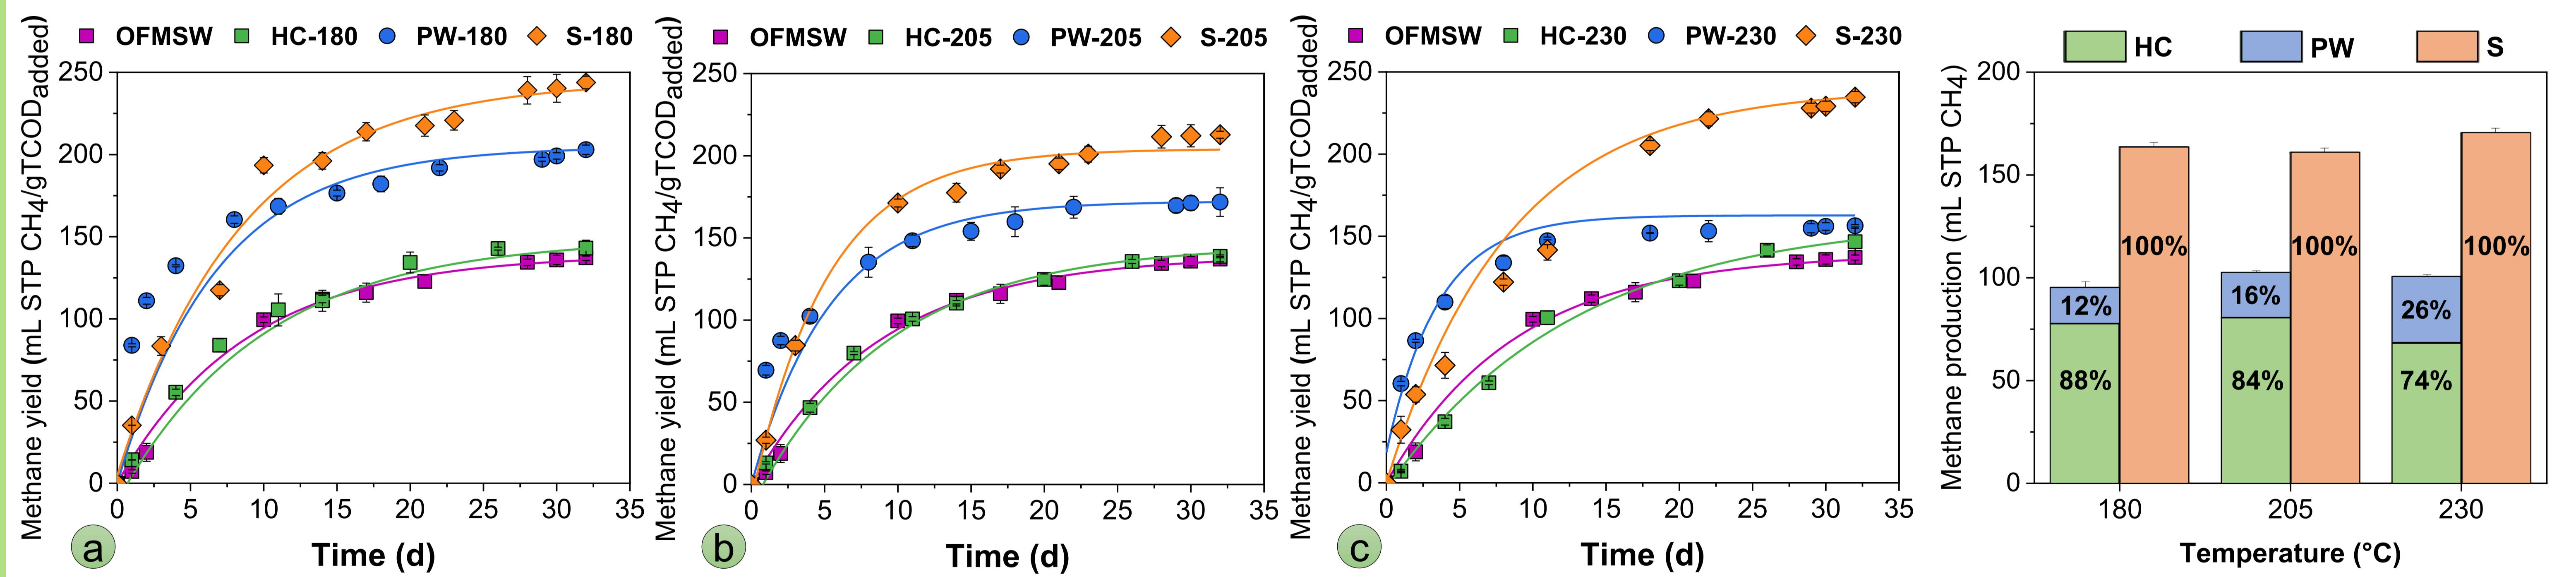 OFMSW HC-180 PW-180 S-180
Methane yield (mL STP CH4/gTCODadded)
250
200
150
100
50
0
0 5 10 15 20 25 30 35
Time (d)
a
OFMSW HC-205 PW-205 S-205
Methane yield (mL STP CH4/gTCODadded)
250
200
150
100
50
0
0 5 10 15 20 25 30 35
Time (d)
b
OFMSW HC-230 PW-230 S-230
Methane yield (mL STP CH4/gTCODadded)
250
200
150
100
50
0
0 5 10 15 20 25 30 35
Time (d)
c
HC PW S
Methane production (mL STP CH4)
200
150
100
50
0
12% 16% 26%
100% 100% 100%
88% 84% 74%
180 205 230
Temperature (°C)